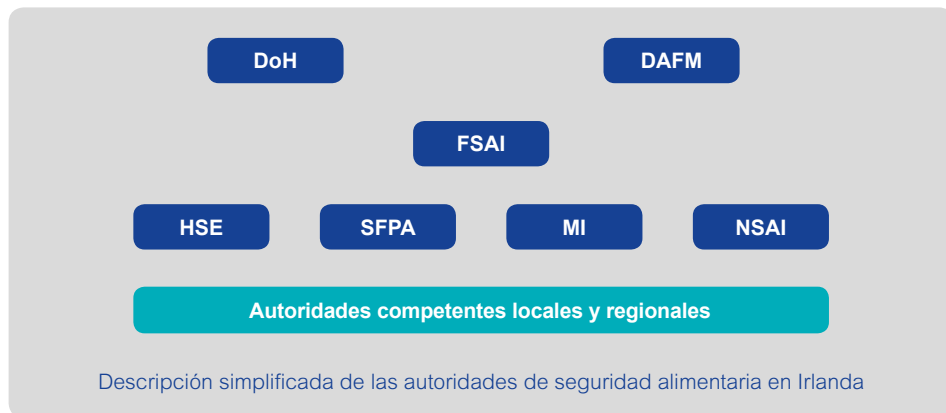 DoH
DAFM
FSAI
HSE
SFPA
MI
NSAI
Autoridades competentes locales y regionales
Descripción simplificada de las autoridades de seguridad alimentaria en Irlanda